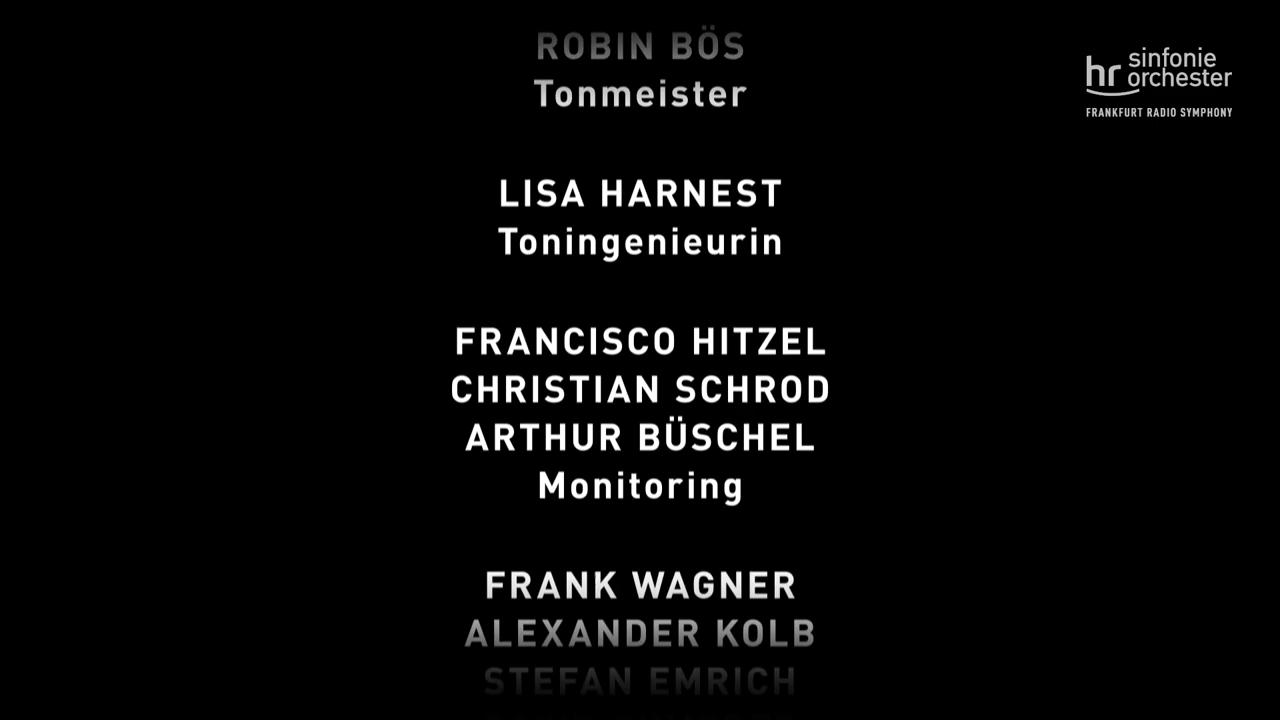 ROBIN BÖS
Tonmeister
LISA HARNEST
Toningenieurin
FRANCISCO HITZEL
CHRISTIAN SCHROD
ARTHUR BÜSCHEL
Monitoring
FRANK WAGNER
ALEXANDER KOLB
STEFAN EMRICH
hr sinfonie
orchester
FRANKFURT RADIO SYMPHONY